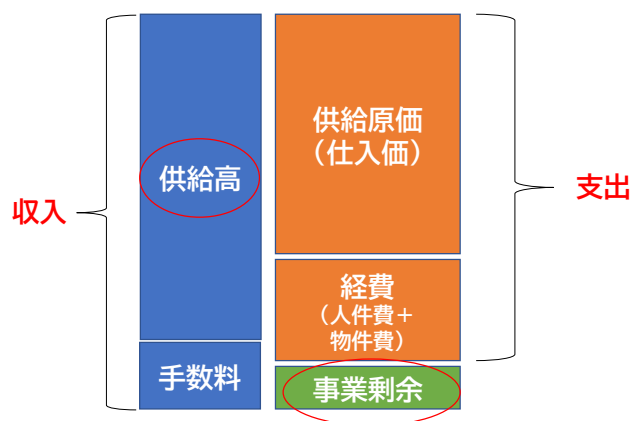 収入
供給高
手数料
供給原価
（仕入価）
経費
（人件費＋
物件費）
事業剰余
支出